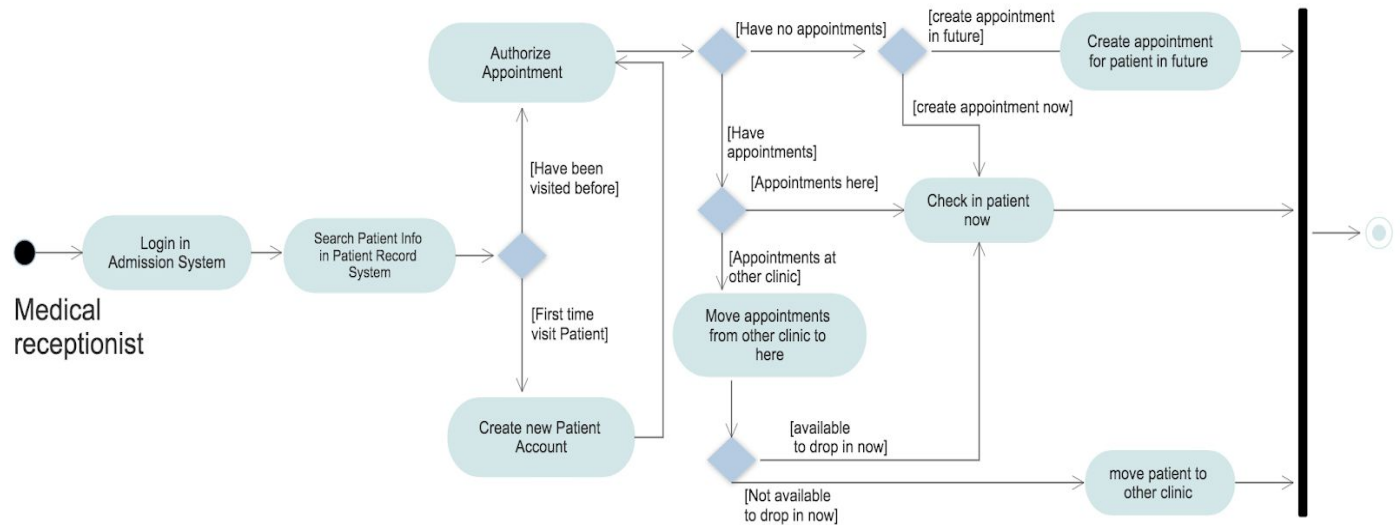 Medical
receptionist
Login in
Admission System
Search Patient Info
in Patient Record
System
[Have been
visited before]
[First time
visit Patient]
Authorize
Appointment
Create new Patient
Account
[Have no appointments]
[Have
appointments]
[Appointments here]
[Appointments at
other clinic]
Move appointments
from other clinic to
here
[available
to drop in now]
[Not available
to drop in now]
[create appointment
in future]
[create appointment now]
Create appointment
for patient in future
Check in patient
now
move patient to
other clinic